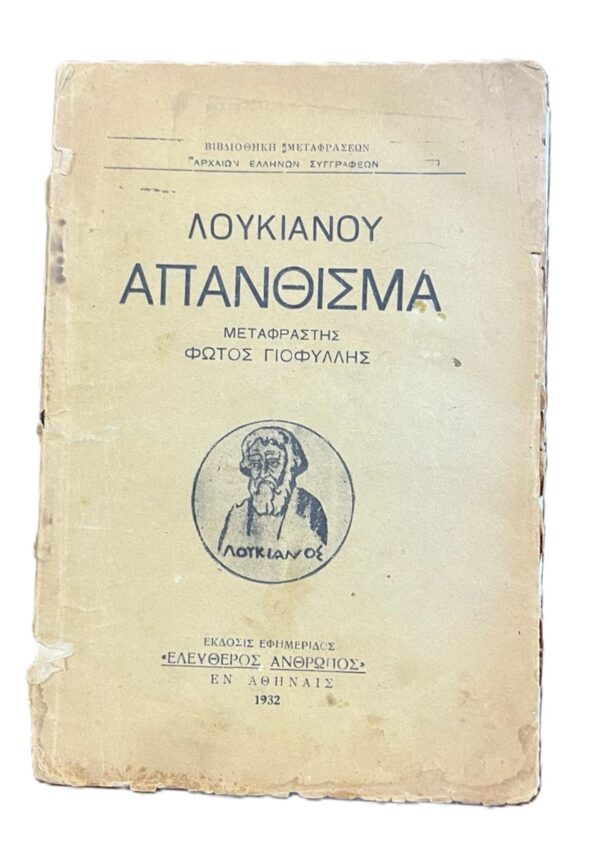 ΒΙΒΛΙΟΘΗΚΗ ΜΕΤΑΦΡΑΣΕΩΝ
ΑΡΧΑΙΩΝ ΕΛΛΗΝΩΝ ΣΥΓΓΡΑΦΕΩΝ
ΛΟΥΚΙΑΝΟΥ
ΑΠΑΝΘΙΣΜΑ
ΜΕΤΑΦΡΑΣΤΗΣ
ΦΩΤΟΣ ΓΙΟΦΥΛΛΗΣ
ΛΟΥΚΙΑΝΟΣ
ΕΚΔΟΣΙΣ ΕΦΗΜΕΡΙΔΟΣ
«ΕΛΕΥΘΕΡΟΣ ΑΝΘΡΩΠΟΣ»
ΕΝ ΑΘΗΝΑΙΣ
1932